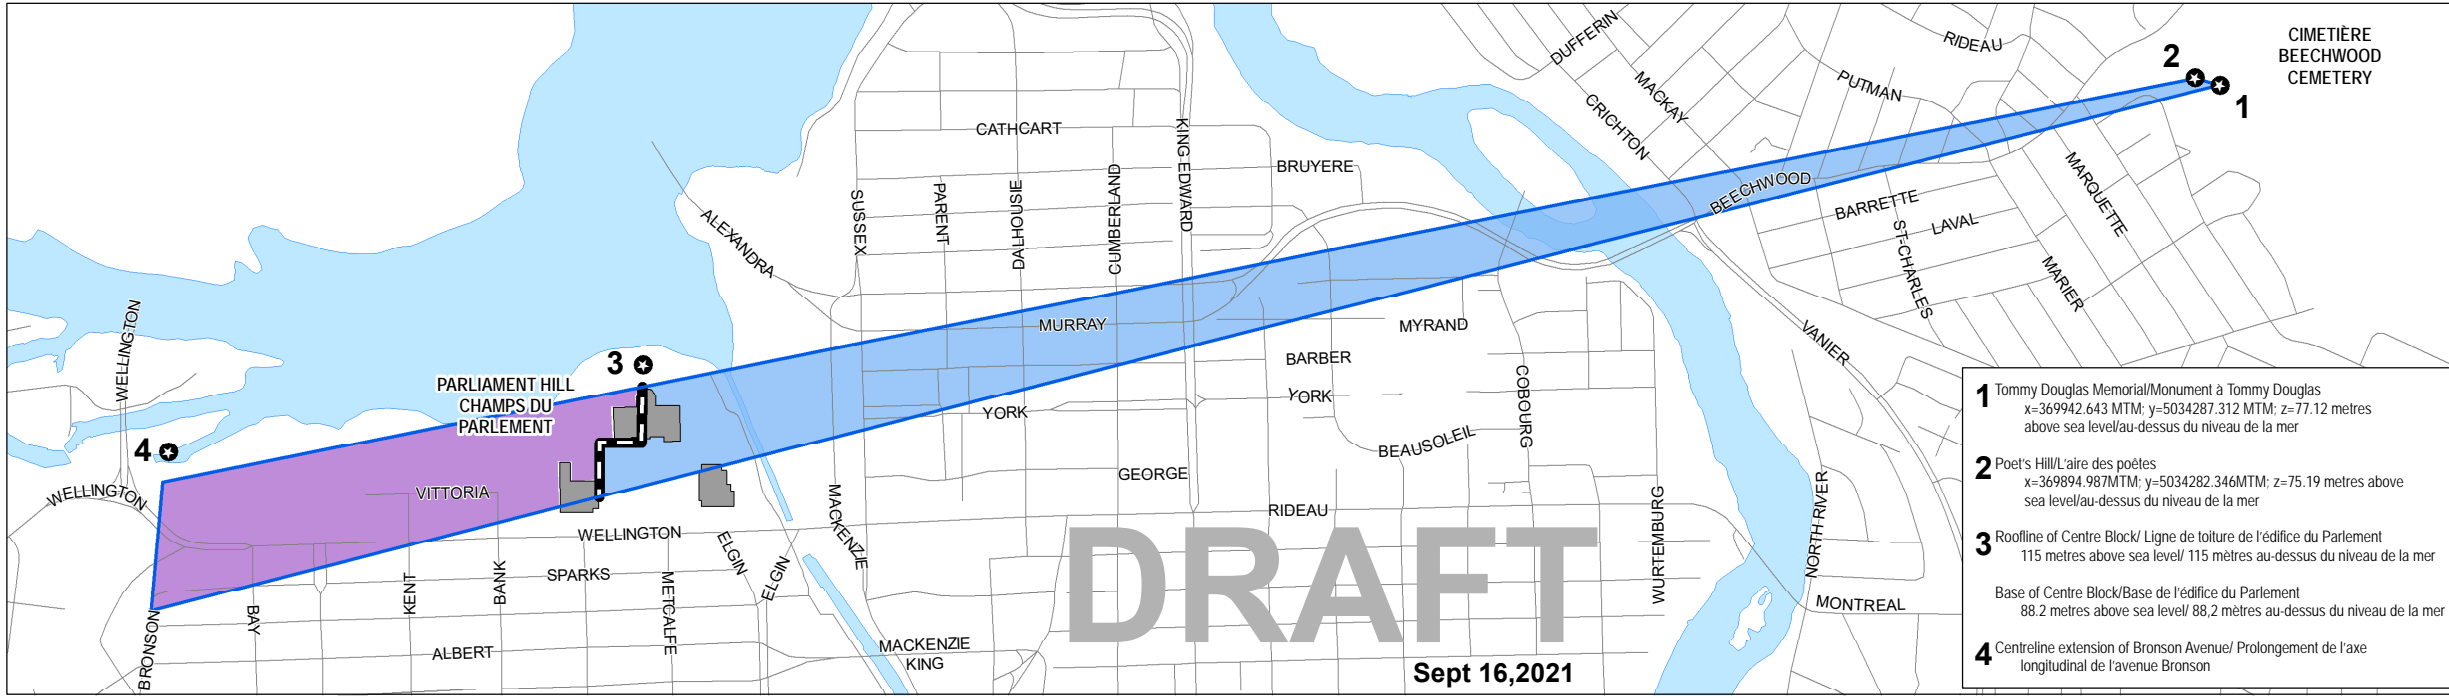 CIMETIÈRE
BEECHWOOD
CEMETERY
RIDEAU
DUFFERIN
2
PUTMAN
MACKAY
1
CRICHTON
CATHCART
KING EDWARD
BRUYERE
BEECHWOOD
MARQUETTE
SUSSEX
PARENT
DALHOUSIE
CUMBERLAND
BARRETTE
LAVAL
ALEXANDRA
ST-CHARLES
MARIER
WELLINGTON
MURRAY
MYRAND
VANIER
3
BARBER
PARLIAMENT HILL
CHAMPS DU
PARLEMENT
YORK
YORK
COBOURG
4
BEAUSOLEIL
WELLINGTON
VITTORIA
GEORGE
MACKENZIE
RIDEAU
WURTEMBURG
NORTH RIVER
WELLINGTON
ELGIN
ELGIN
SPARKS
METCALFE
BANK
KENT
BAY
BRONSON
ALBERT
MACKENZIE
KING
MONTREAL
DRAFT
Sept 16,2021
1 Tommy Douglas Memorial/Monument à Tommy Douglas
x=369942.643 MTM; y=5034287.312 MTM; z=77.12 metres
above sea level/au-dessus du niveau de la mer
2 Poet's Hill/L'aire des poêtes
x=369894.987MTM; y=5034282.346MTM; z=75.19 metres above
sea level/au-dessus du niveau de la mer
3 Roofline of Centre Block/ Ligne de toiture de l'édifice du Parlement
115 metres above sea level/ 115 mètres au-dessus du niveau de la mer
Base of Centre Block/Base de l'édifice du Parlement
88.2 metres above sea level/ 88,2 mètres au-dessus du niveau de la mer
4 Centreline extension of Bronson Avenue/ Prolongement de l'axe
longitudinal de l'avenue Bronson